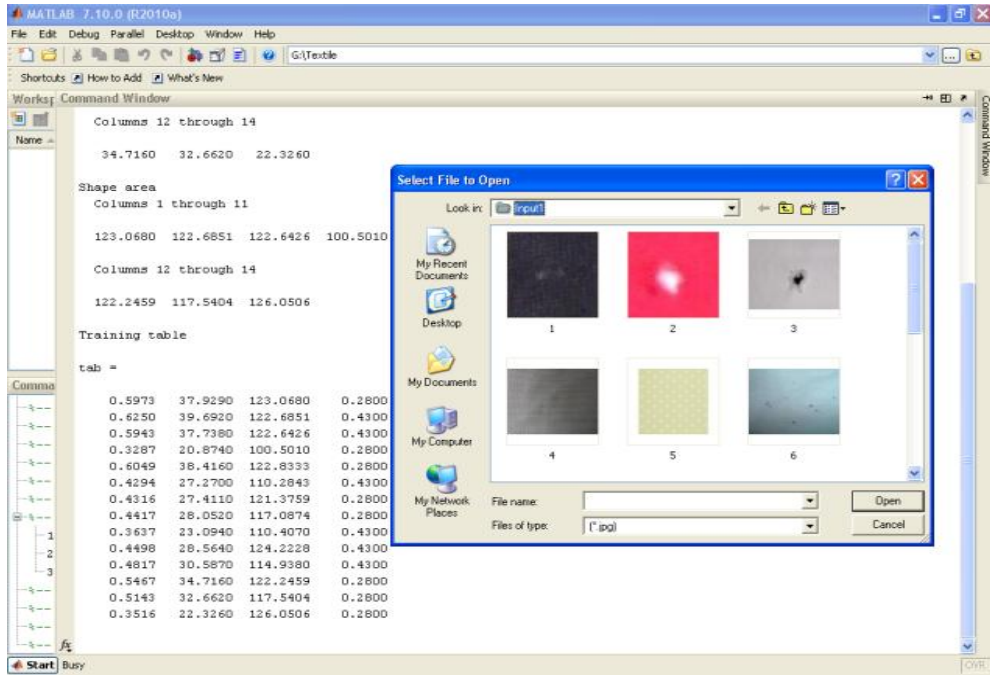 MATLAB 7.10.0 (R2010a)
File Edit Debug Parallel Desktop Window Help
G:\Textile
Shortcuts How to Add What's New
Worksp Command Window
Name
Command Window
Columns 12 through 14
34.7160 32.6620 22.3260
Shape area
Columns 1 through 11
123.0680 122.6851 122.6426 100.5010
Columns 12 through 14
122.2459 117.5404 126.0506
Training table
tab =
0.5973 37.9290 123.0680 0.2800
0.6250 39.6920 122.6851 0.4300
0.5943 37.7380 122.6426 0.4300
0.3287 20.8740 100.5010 0.2800
0.6049 38.4160 122.8333 0.2800
0.4294 27.2700 110.2843 0.4300
0.4316 27.4110 121.3759 0.2800
0.4417 28.0520 117.0874 0.2800
0.3637 23.0940 110.4070 0.4300
0.4498 28.5640 124.2228 0.4300
0.4817 30.5870 114.9380 0.4300
0.5467 34.7160 122.2459 0.2800
0.5143 32.6620 117.5404 0.2800
0.3516 22.3260 126.0506 0.2800
fx
Comma
1
2
3
Start Busy
OVR
Select File to Open
Look in: Input1
My Recent Documents
Desktop
My Documents
My Computer
My Network Places
1 2 3
4 5 6
File name:
Open
Files of type: (*.jpg)
Cancel